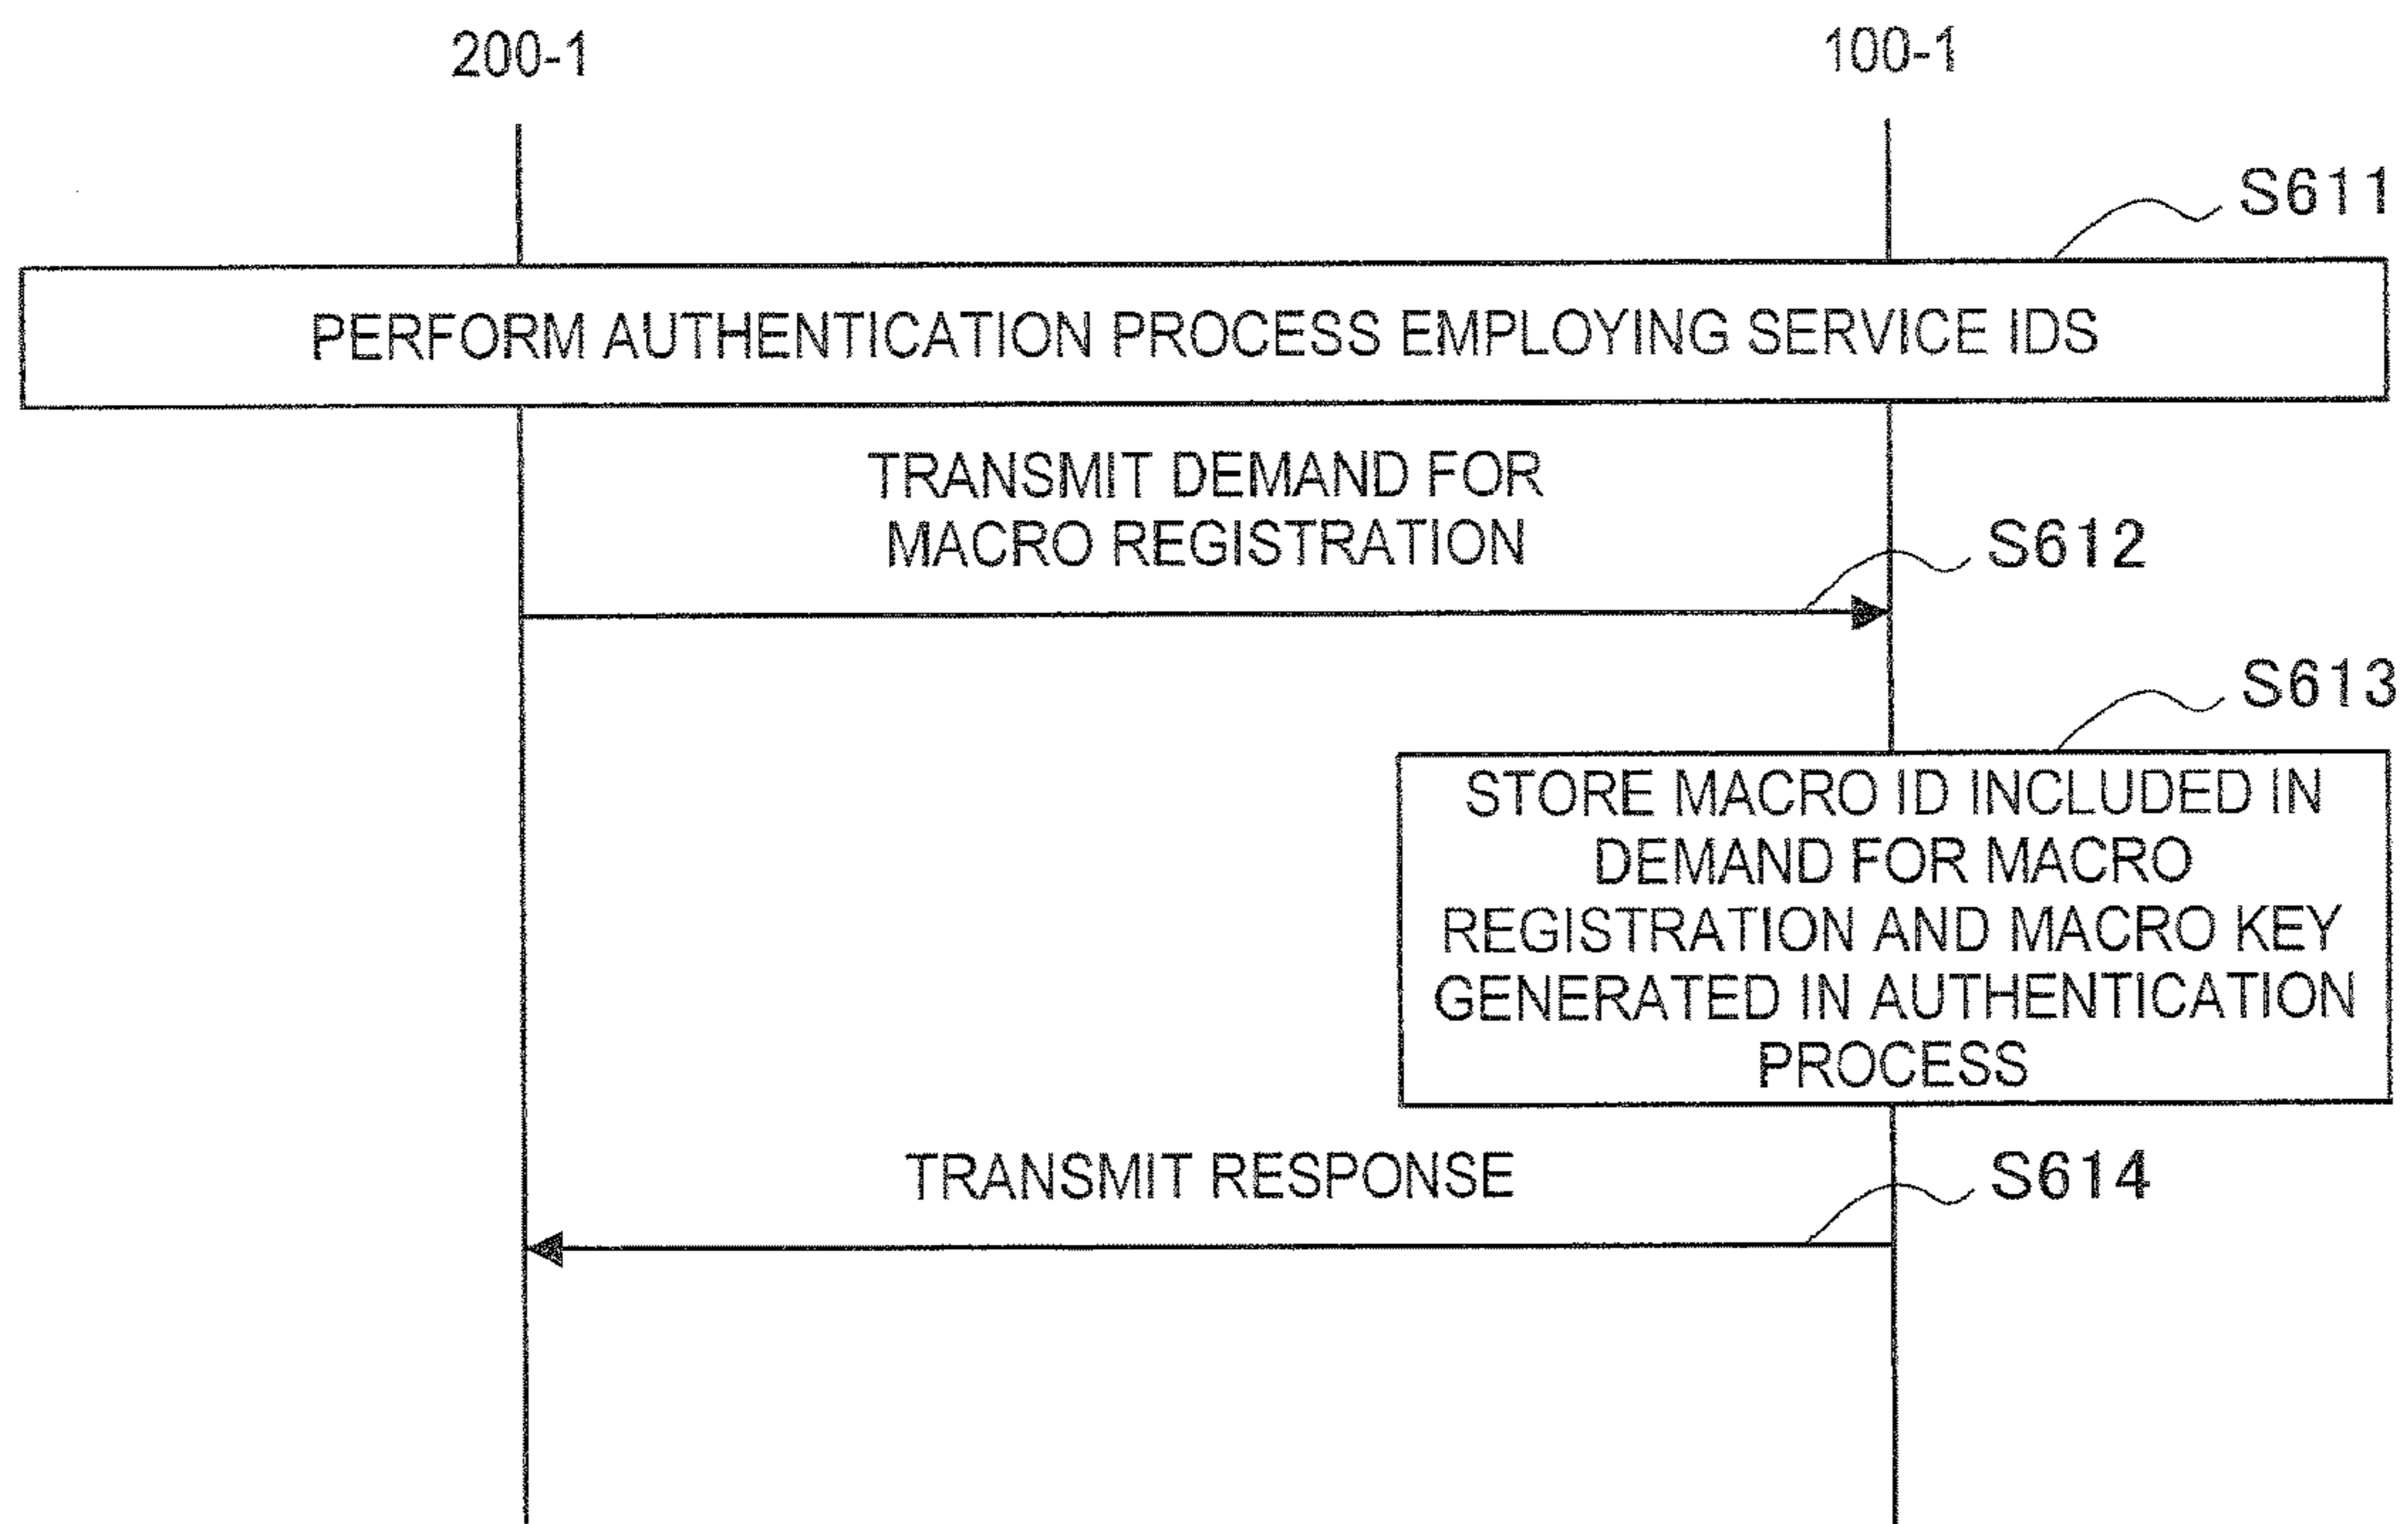 200-1
100-1
S611
PERFORM AUTHENTICATION PROCESS EMPLOYING SERVICE IDS
TRANSMIT DEMAND FOR
MACRO REGISTRATION
S612
S613
STORE MACRO ID INCLUDED IN
DEMAND FOR MACRO
REGISTRATION AND MACRO KEY
GENERATED IN AUTHENTICATION
PROCESS
TRANSMIT RESPONSE
S614